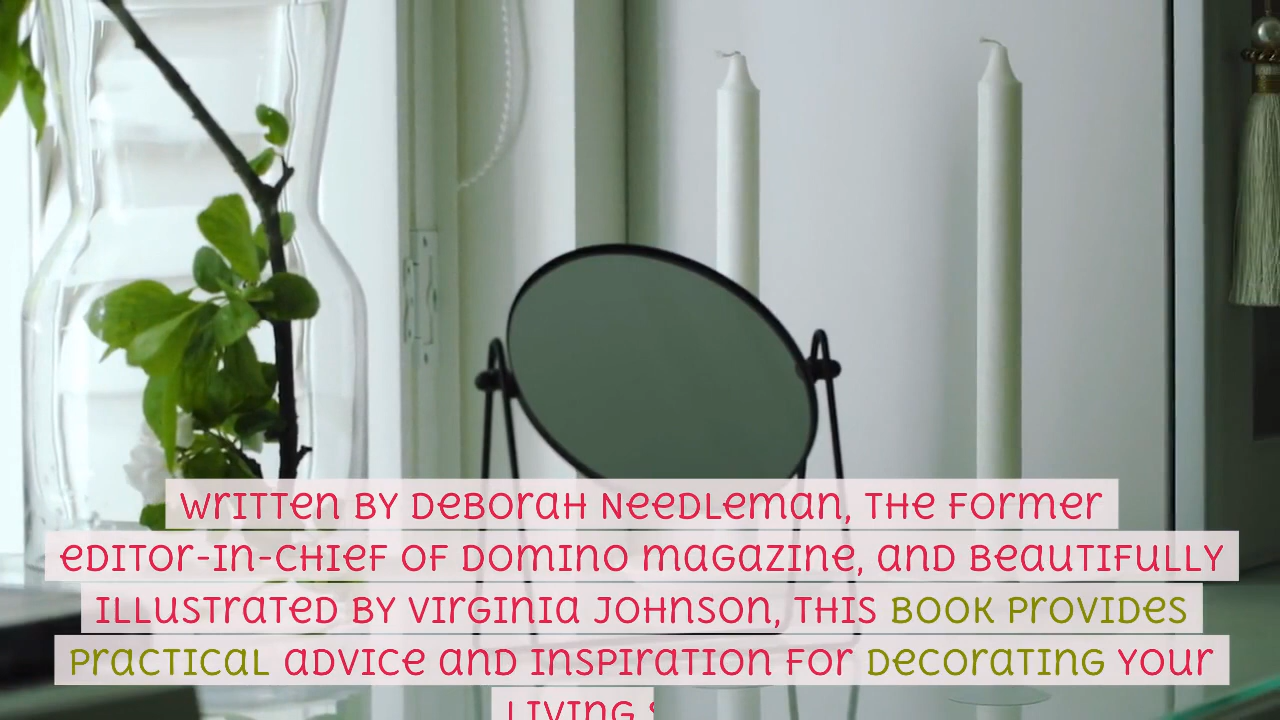 Written by Deborah Needleman, the former
editor-in-chief of Domino magazine, and beautifully
illustrated by Virginia Johnson, this book provides
practical advice and inspiration for decorating your
living